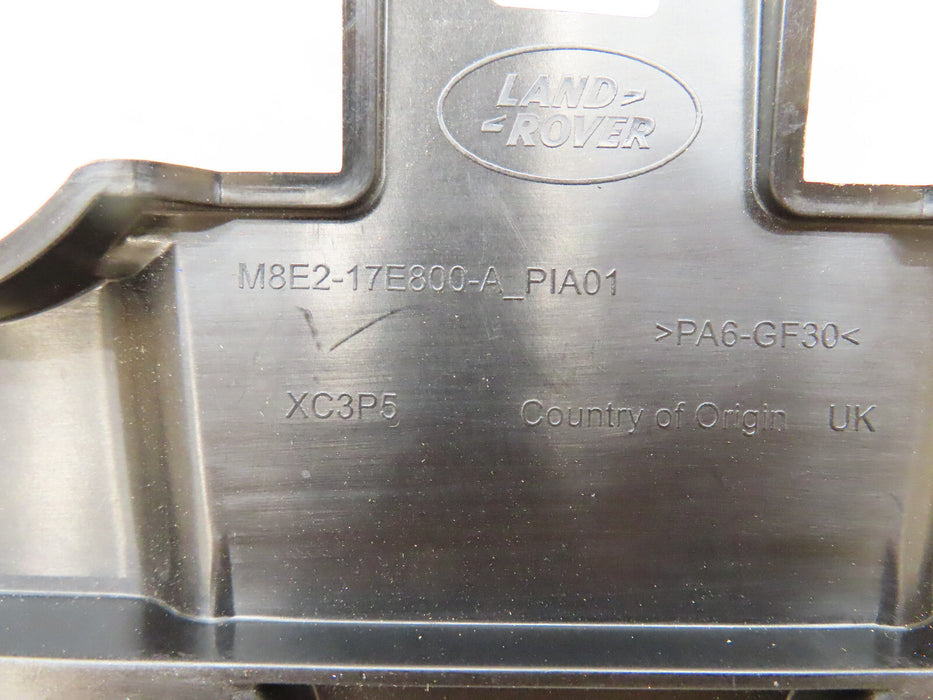 LAND
ROVER
M8E2-17E800-A_PIA01
>PA6-GF30<
XC3P5
Country of Origin UK